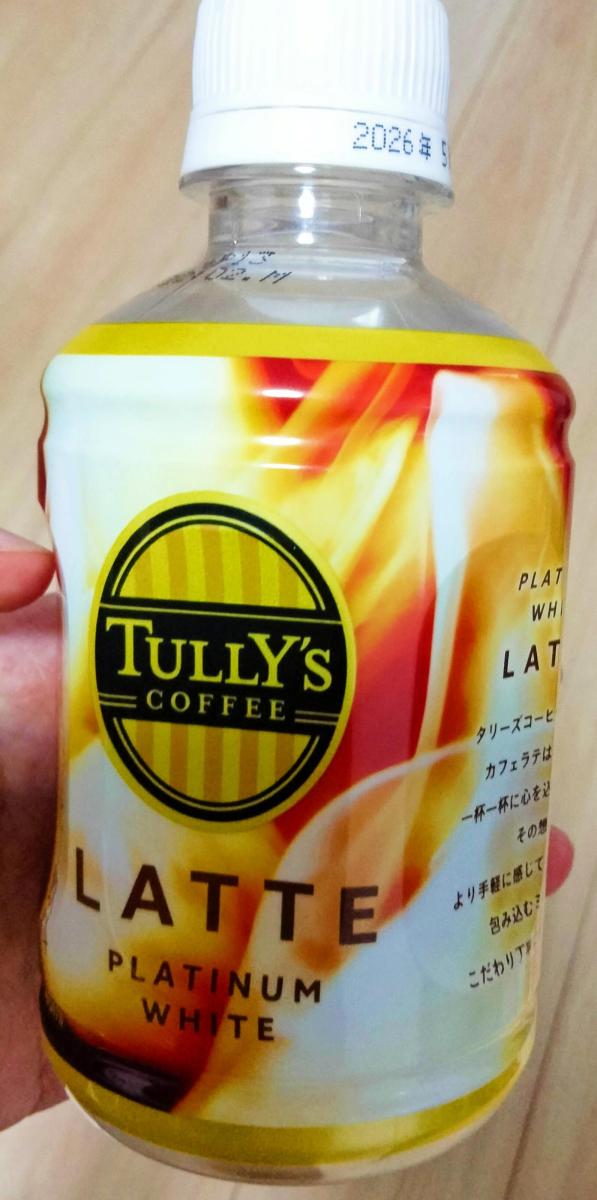 2026年 5
TULLY'S
COFFEE
LATTE
PLATINUM
WHITE
PLAT
WHI
LAT
タリーズコーヒ
カフェラテは
一杯一杯に心を込
その想
より手軽に感じて
包み込む
こだわり